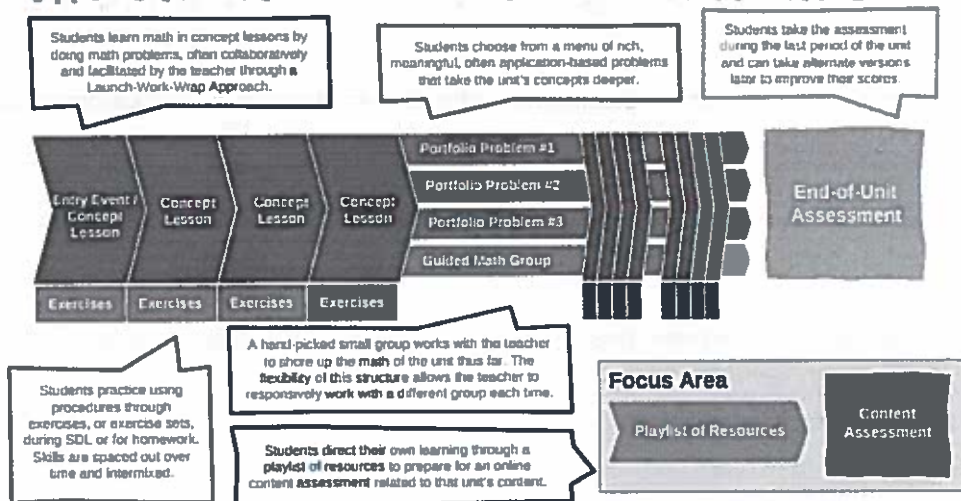 Students learn math in concept lessons by
doing math problems, often collaboratively
and facilitated by the teacher through a
Launch-Work-Wrap Approach.
Students choose from a menu of rich,
meaningful, often application-based problems
that take the unit's concepts deeper.
Students take the assessment
during the last period of the unit
and can take alternate versions
later to improve their scores.
Entry Event /
Concept
Lesson
Concept
Lesson
Concept
Lesson
Concept
Lesson
Portfolio Problem #1
Portfolio Problem #2
Portfolio Problem #3
Guided Math Group
End-of-Unit
Assessment
Exercises
Exercises
Exercises
Exercises
Students practice using
procedures through
exercises, or exercise sets,
during SDL or for homework.
Skills are spaced out over
time and intermixed.
A hand-picked small group works with the teacher
to shore up the math of the unit thus far. The
flexibility of this structure allows the teacher to
responsively work with a different group each time.
Students direct their own learning through a
playlist of resources to prepare for an online
content assessment related to that unit's content.
Focus Area
Playlist of Resources
Content
Assessment